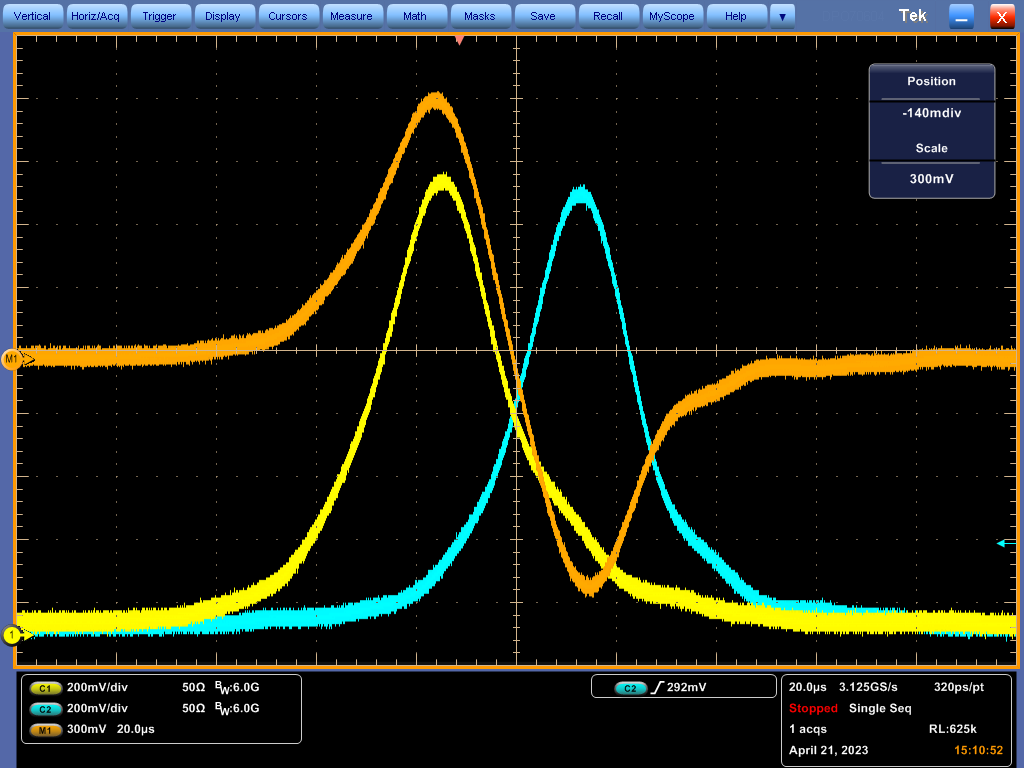 Vertical Horiz/Acq Trigger Display Cursors Measure Math Masks Save Recall MyScope Help Tek X
Position
-140mdiv
Scale
300mV
M1
1
C1 200mV/div 50Ω BW:6.0G
C2 200mV/div 50Ω BW:6.0G
M1 300mV 20.0µs
C2 292mV
20.0µs 3.125GS/s 320ps/pt
Stopped Single Seq
1 acqs RL:625k
April 21, 2023 15:10:52